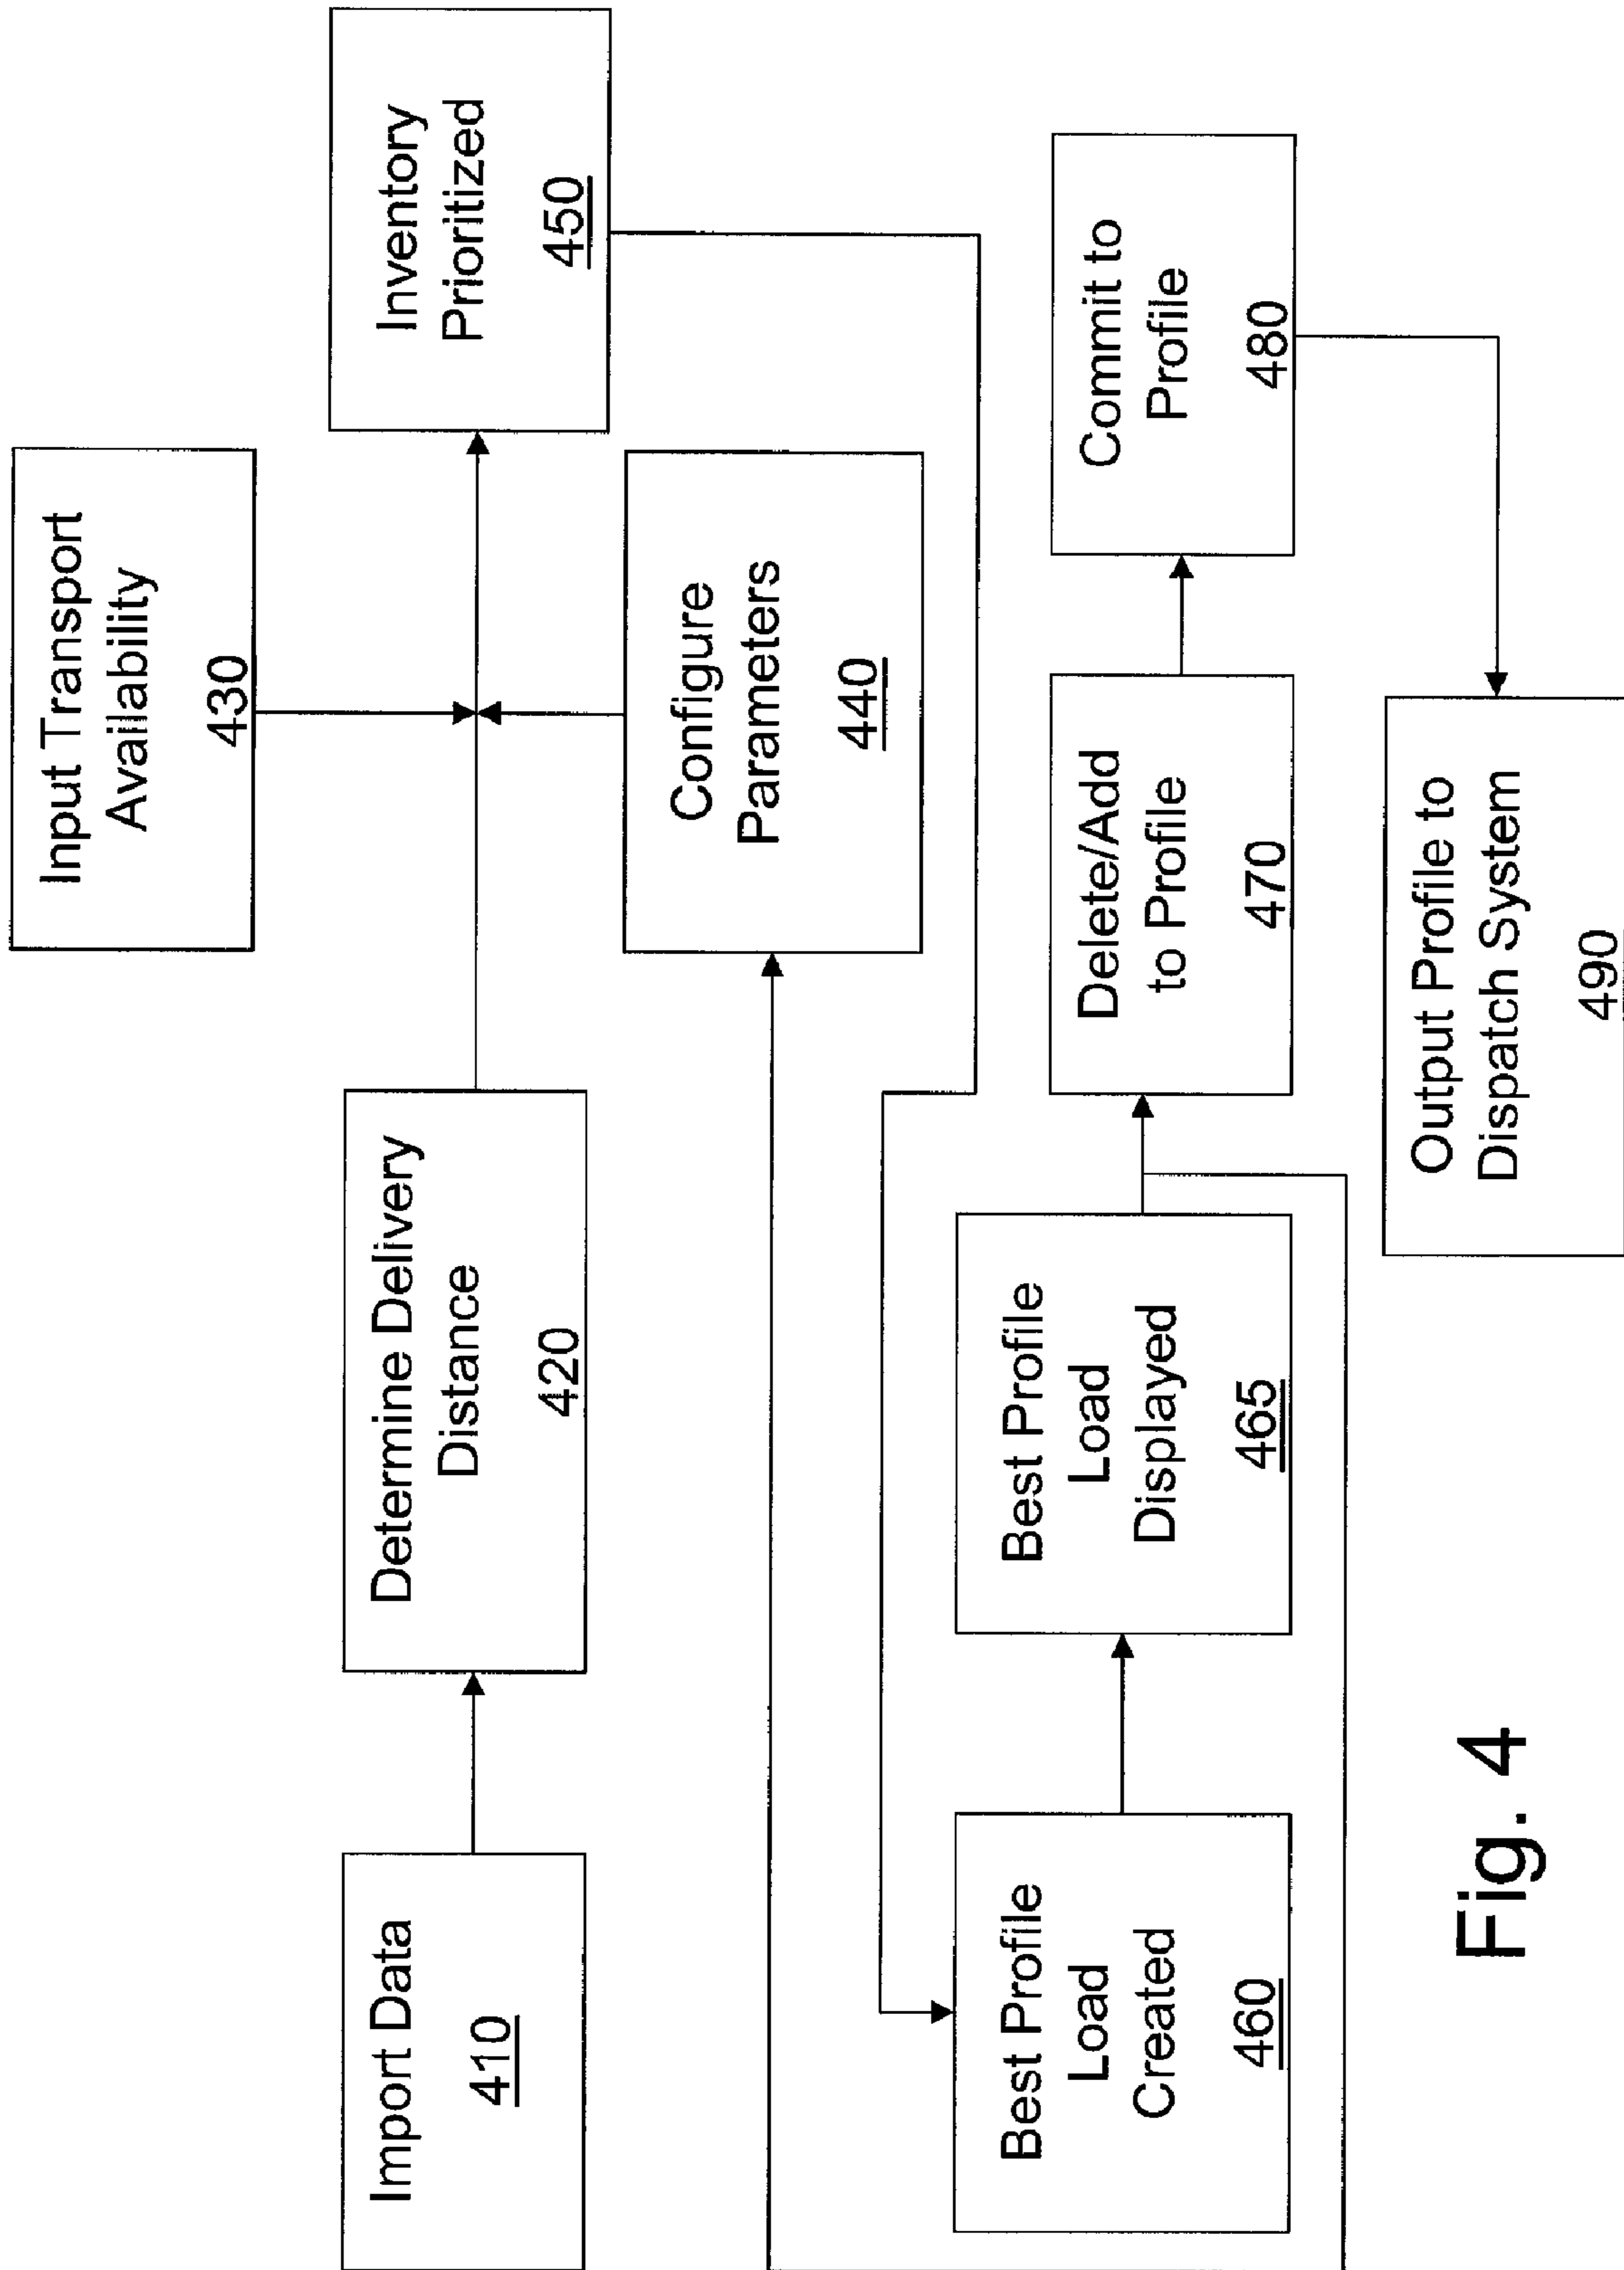 Import Data
410
Determine Delivery
Distance
420
Input Transport
Availability
430
Configure
Parameters
440
Inventory
Prioritized
450
Best Profile
Load
Created
460
Best Profile
Load
Displayed
465
Delete/Add
to Profile
470
Commit to
Profile
480
Output Profile to
Dispatch System
490
Fig. 4